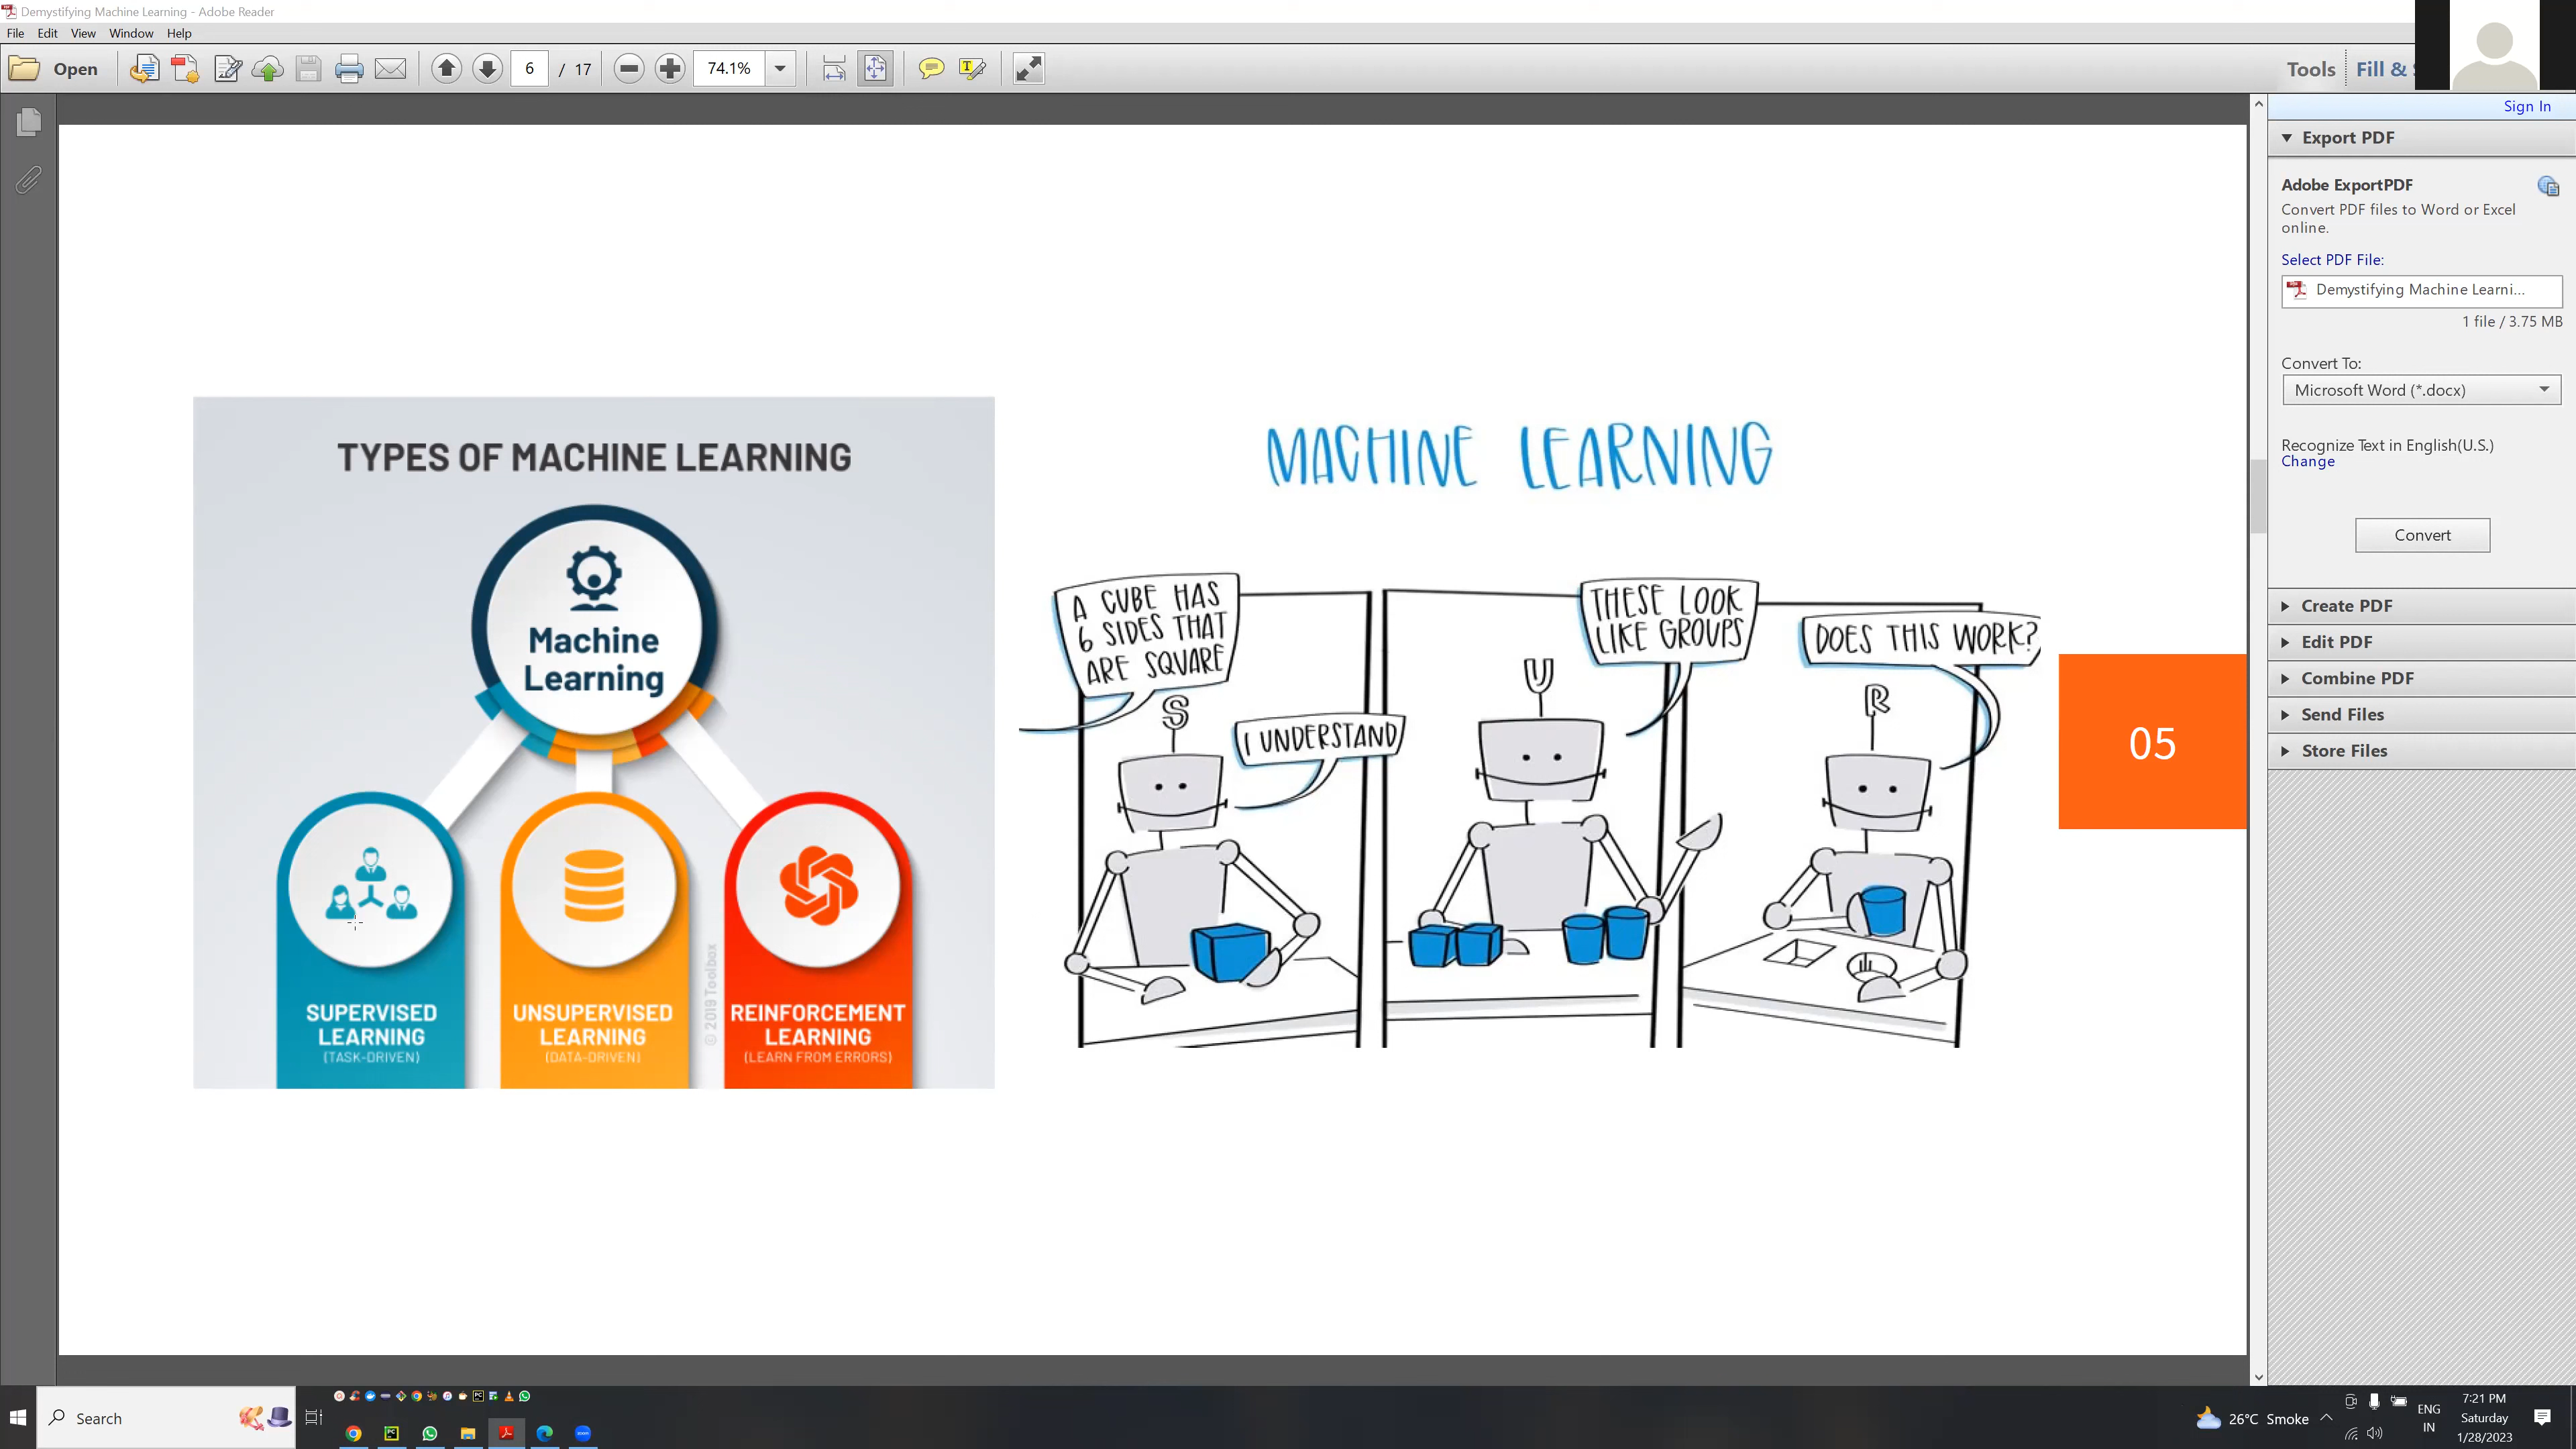 Demystifying Machine Learning - Adobe Reader
File Edit View Window Help
Open 6 / 17 74.1% Tools Fill &
Sign In
Export PDF
Adobe ExportPDF
Convert PDF files to Word or Excel
online.
Select PDF File:
Demystifying Machine Learni...
1 file / 3.75 MB
Convert To:
Microsoft Word (*.docx)
Recognize Text in English(U.S.)
Change
Convert
Create PDF
Edit PDF
Combine PDF
Send Files
Store Files
TYPES OF MACHINE LEARNING
Machine
Learning
SUPERVISED
LEARNING
(TASK-DRIVEN)
UNSUPERVISED
LEARNING
(DATA-DRIVEN)
© 2019 Toolbox
REINFORCEMENT
LEARNING
(LEARN FROM ERRORS)
MACHINE LEARNING
A CUBE HAS
6 SIDES THAT
ARE SQUARE
S
I UNDERSTAND
THESE LOOK
LIKE GROUPS
U
DOES THIS WORK?
R
05
Search
26°C Smoke
ENG
IN
7:21 PM
Saturday
1/28/2023